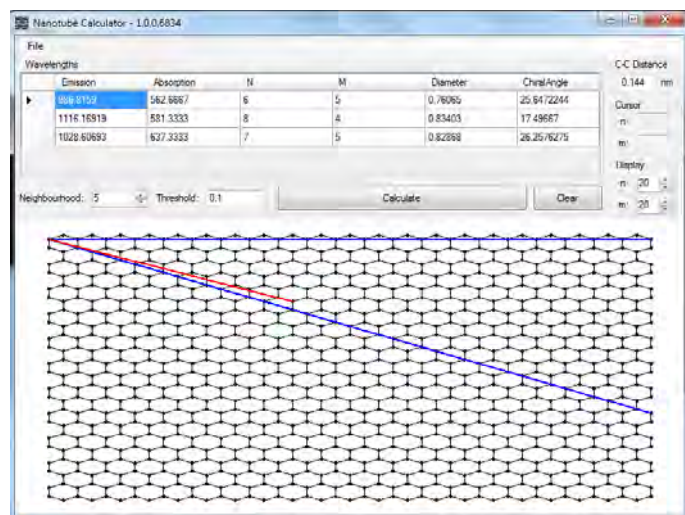 Nanotube Calculator - 1.0.0.6834
File
Wavelengths
Emission Absorption N M Diameter ChiralAngle
562.6667 6 5 0.76065 25.6472244
1116.16919 581.3333 8 4 0.83403 17.49667
1028.60693 637.3333 7 5 0.82868 26.2576275
C-C Distance
0.144 nm
Cursor
n:
m:
Display
n: 20
m: 20
Neighbourhood: 5 Threshold: 0.1 Calculate Clear